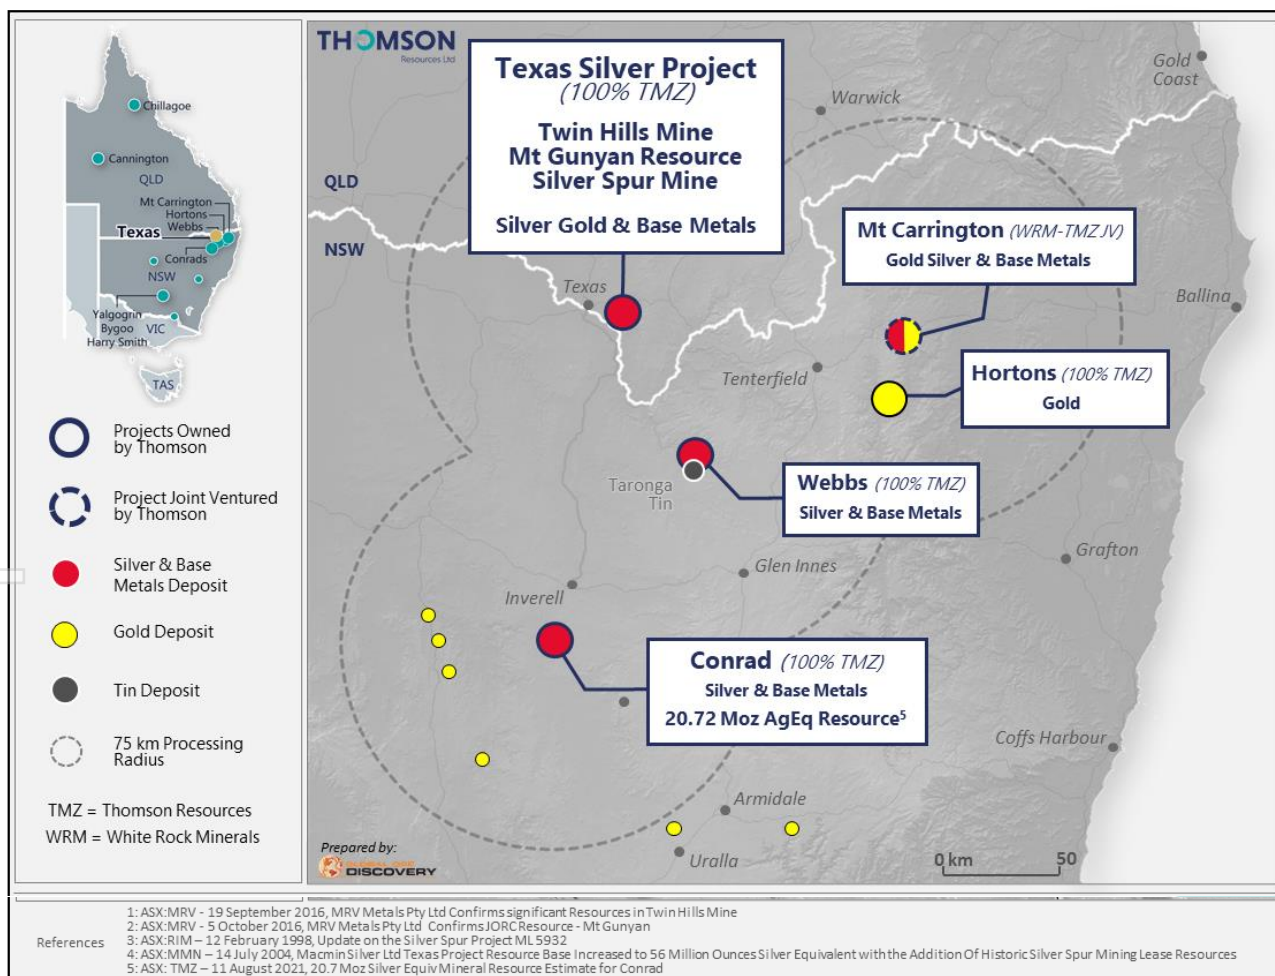 Chillagoe
Cannington
QLD
Mt Carrington
Hortons
Webbs
Texas
Conrads
NSW
Yalgogrin
Bygoo
Harry Smith
VIC
TAS
Projects Owned
by Thomson
Project Joint Ventured
by Thomson
Silver & Base
Metals Deposit
Gold Deposit
Tin Deposit
75 km Processing
Radius
TMZ = Thomson Resources
WRM = White Rock Minerals
THOMSON
Resources Ltd
Texas Silver Project
(100% TMZ)
Twin Hills Mine
Mt Gunyan Resource
Silver Spur Mine
Silver Gold & Base Metals
Gold
Coast
Warwick
QLD
NSW
Mt Carrington (WRM-TMZ JV)
Gold Silver & Base Metals
Texas
Ballina
Tenterfield
Hortons (100% TMZ)
Gold
Taronga
Tin
Webbs (100% TMZ)
Silver & Base Metals
Grafton
Glen Innes
Inverell
Conrad (100% TMZ)
Silver & Base Metals
20.72 Moz AgEq Resource⁵
Coffs Harbour
Armidale
Uralla
Prepared by:
GLOBAL ORE
DISCOVERY
0 km 50
References
1: ASX:MRV - 19 September 2016, MRV Metals Pty Ltd Confirms significant Resources in Twin Hills Mine
2: ASX:MRV - 5 October 2016, MRV Metals Pty Ltd Confirms JORC Resource - Mt Gunyan
3: ASX:RIM – 12 February 1998, Update on the Silver Spur Project ML 5932
4: ASX:MMN – 14 July 2004, Macmin Silver Ltd Texas Project Resource Base Increased to 56 Million Ounces Silver Equivalent with the Addition Of Historic Silver Spur Mining Lease Resources
5: ASX: TMZ – 11 August 2021, 20.7 Moz Silver Equiv Mineral Resource Estimate for Conrad